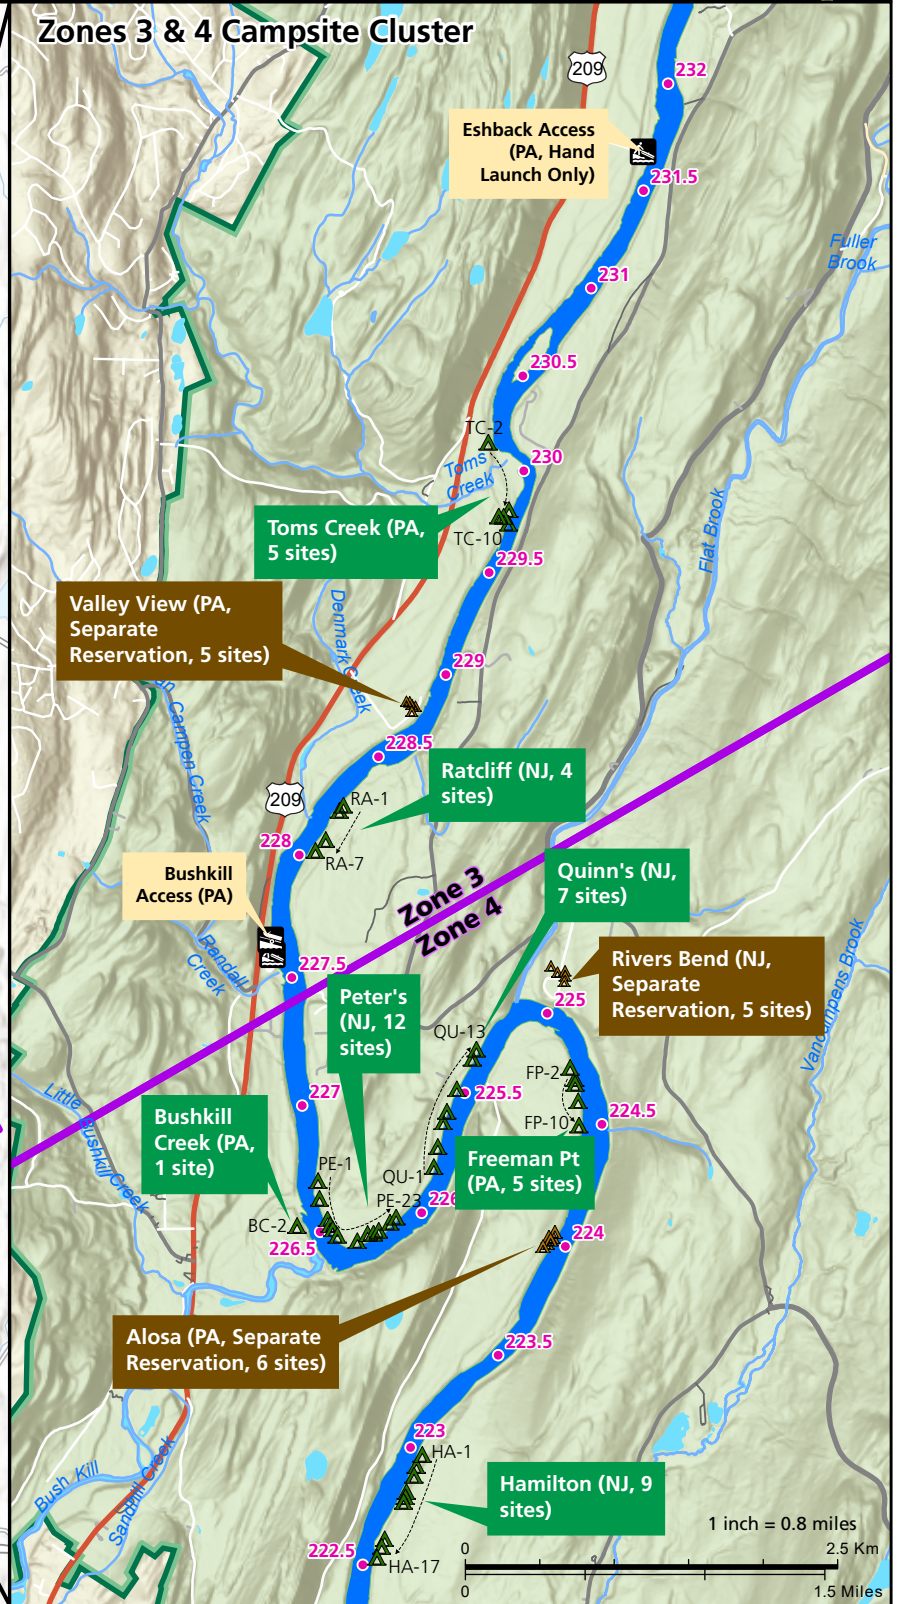 Zones 3 & 4 Campsite Cluster
209
232
Eshback Access
(PA, Hand
Launch Only)
231.5
Fuller
Brook
231
230.5
TC-2
230
Toms
Creek
Flat Brook
Toms Creek (PA,
5 sites)
TC-10
229.5
Valley View (PA,
Separate
Reservation, 5 sites)
Denmark Creek
229
Campen Creek
228.5
Ratcliff (NJ, 4
sites)
209
RA-1
228
RA-7
Bushkill
Access (PA)
Zone 3
Zone 4
Quinn's (NJ,
7 sites)
Randall
Creek
227.5
Rivers Bend (NJ,
Separate
Reservation, 5 sites)
Vancampens Brook
Peter's
(NJ, 12
sites)
225
QU-13
FP-2
225.5
227
FP-10
224.5
Little Bushkill Creek
Bushkill
Creek (PA,
1 site)
Freeman Pt
(PA, 5 sites)
PE-1
QU-1
PE-23
226
BC-2
226.5
224
Alosa (PA, Separate
Reservation, 6 sites)
223.5
223
HA-1
Bush Kill
Sandhill Creek
Hamilton (NJ, 9
sites)
222.5
HA-17
1 inch = 0.8 miles
0
2.5 Km
0
1.5 Miles